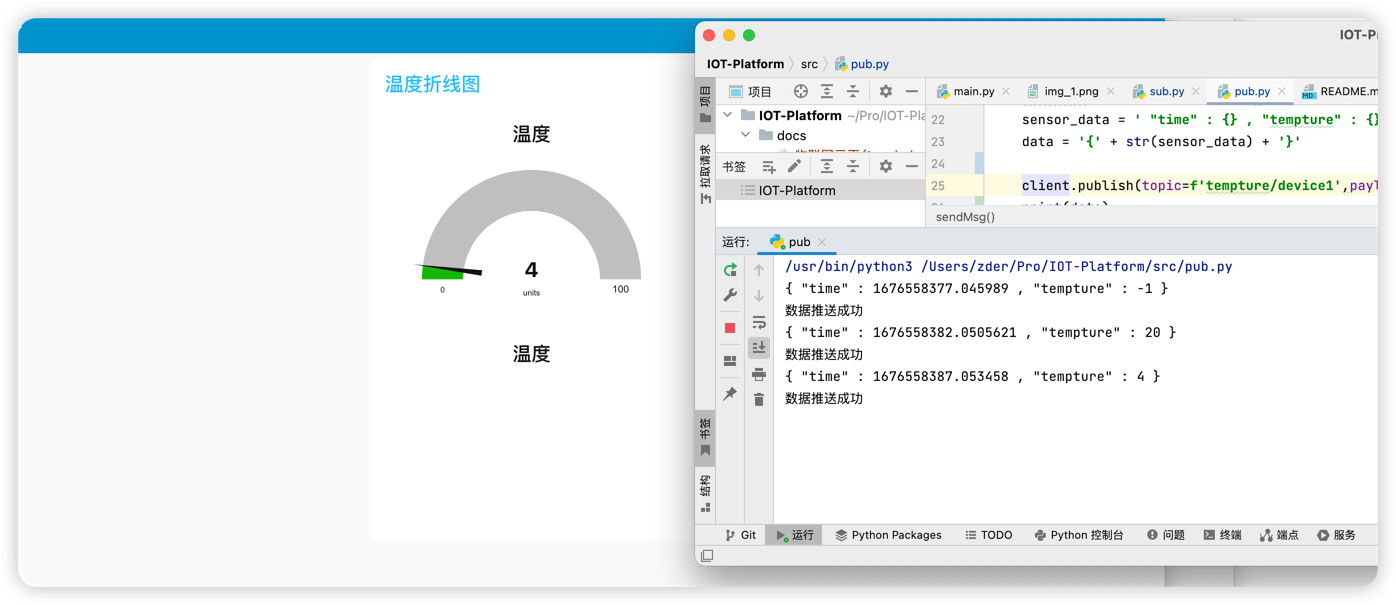 温度折线图
温度
4
0
units
100
温度
IOT-P
IOT-Platform
src
pub.py
项目
拉取请求
书签
结构
项目
IOT-Platform ~/Pro/IOT-Pla
docs
书签
IOT-Platform
main.py
img_1.png
sub.py
pub.py
README.m
22 sensor_data = ' "time" : {} , "tempture" : {}
23 data = '{' + str(sensor_data) + '}'
24
25 client.publish(topic=f'tempture/device1',payl
sendMsg()
运行:
pub
/usr/bin/python3 /Users/zder/Pro/IOT-Platform/src/pub.py
{ "time" : 1676558377.045989 , "tempture" : -1 }
数据推送成功
{ "time" : 1676558382.0505621 , "tempture" : 20 }
数据推送成功
{ "time" : 1676558387.053458 , "tempture" : 4 }
数据推送成功
Git
运行
Python Packages
TODO
Python 控制台
问题
终端
端点
服务